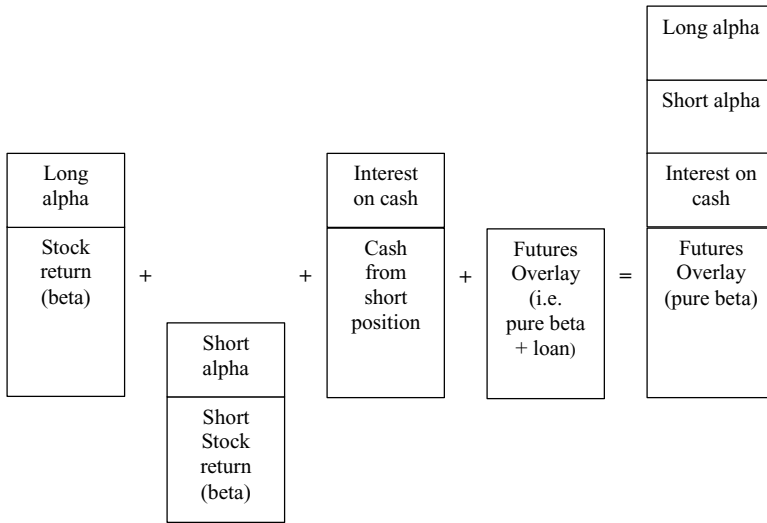 Long
alpha
Stock
return
(beta)
+
Short
alpha
Short
Stock
return
(beta)
+
Interest
on cash
Cash
from
short
position
+
Futures
Overlay
(i.e.
pure beta
+ loan)
=
Long alpha
Short alpha
Interest on
cash
Futures
Overlay
(pure beta)